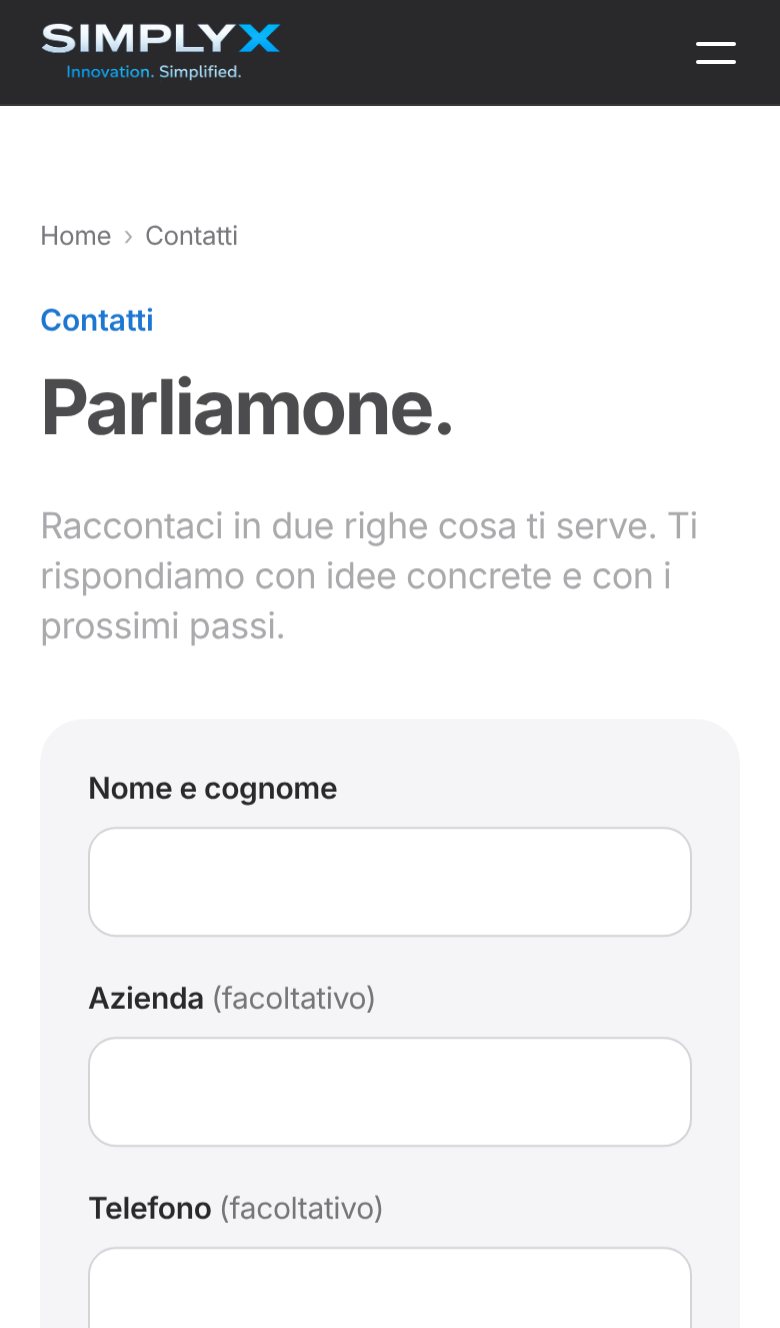 SIMPLYX
Innovation. Simplified.
Home › Contatti
Contatti
Parliamone.
Raccontaci in due righe cosa ti serve. Ti
rispondiamo con idee concrete e con i
prossimi passi.
Nome e cognome
Azienda (facoltativo)
Telefono (facoltativo)